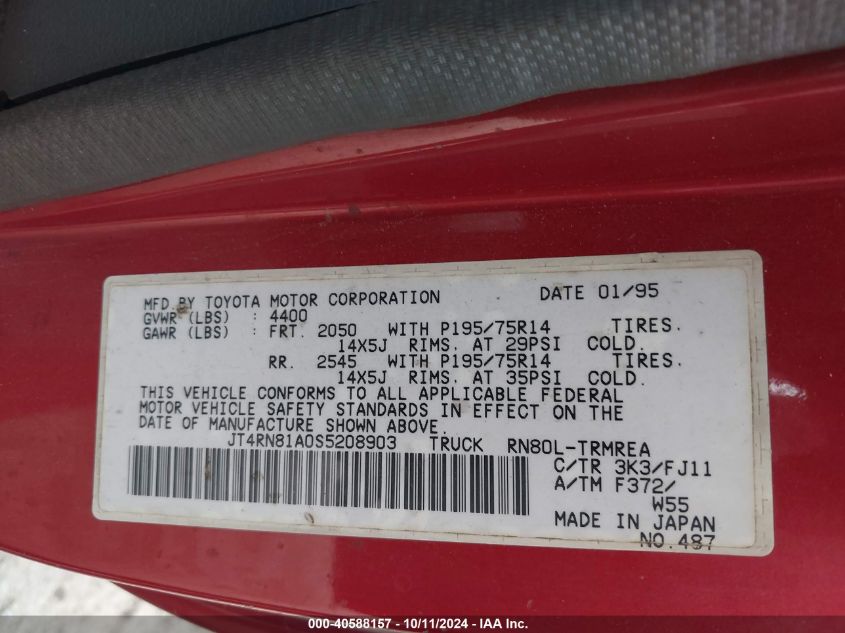 MFD.BY TOYOTA MOTOR CORPORATION DATE 01/95
GVWR (LBS) : 4400
GAWR (LBS) : FRT. 2050 WITH P195/75R14 TIRES.
14X5J RIMS. AT 29PSI COLD.
RR. 2545 WITH P195/75R14 TIRES.
14X5J RIMS. AT 35PSI COLD.
THIS VEHICLE CONFORMS TO ALL APPLICABLE FEDERAL
MOTOR VEHICLE SAFETY STANDARDS IN EFFECT ON THE
DATE OF MANUFACTURE SHOWN ABOVE.
JT4RN81A0S5208903 TRUCK RN80L-TRMREA
C/TR 3K3/FJ11
A/TM F372/
W55
MADE IN JAPAN
NO.487
000-40588157 - 10/11/2024 - IAA Inc.